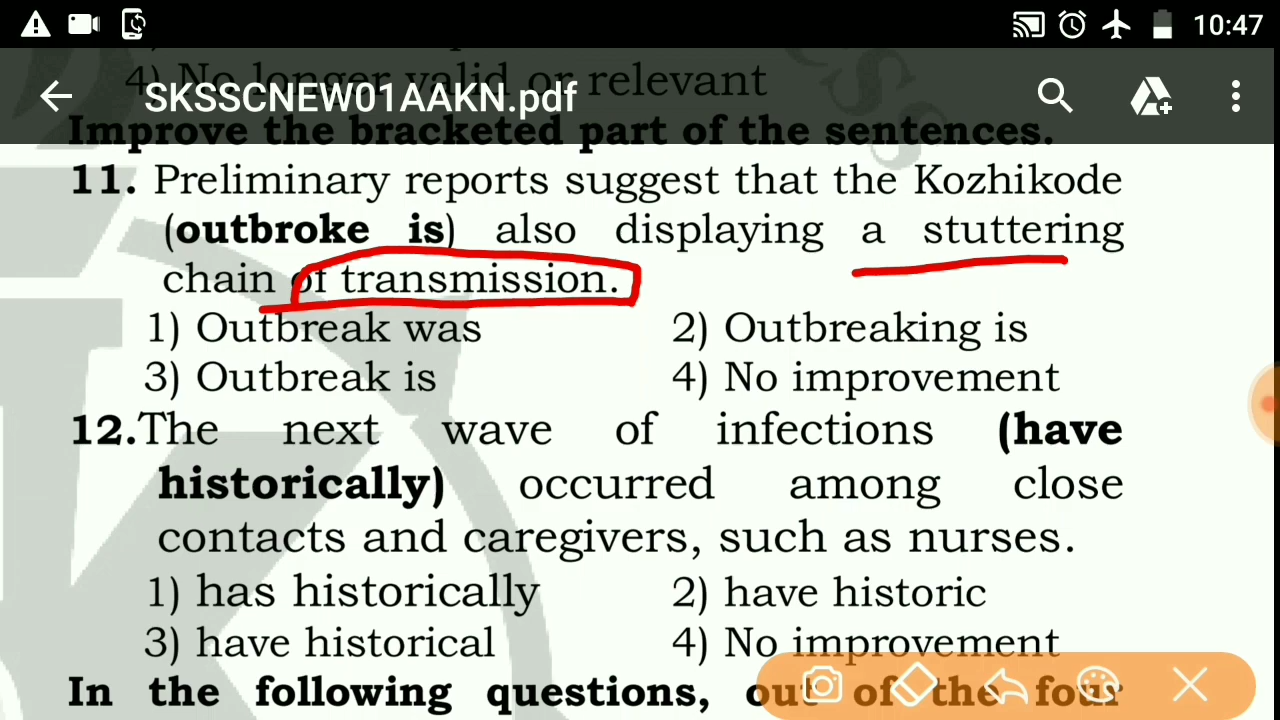 10:47
4) No longer valid or relevant
SKSSCNEW01AAKN.pdf
Improve the bracketed part of the sentences.
11. Preliminary reports suggest that the Kozhikode
(outbroke is) also displaying a stuttering
chain of transmission.
1) Outbreak was 2) Outbreaking is
3) Outbreak is 4) No improvement
12.The next wave of infections (have
historically) occurred among close
contacts and caregivers, such as nurses.
1) has historically 2) have historic
3) have historical 4) No improvement
In the following questions, out of the four